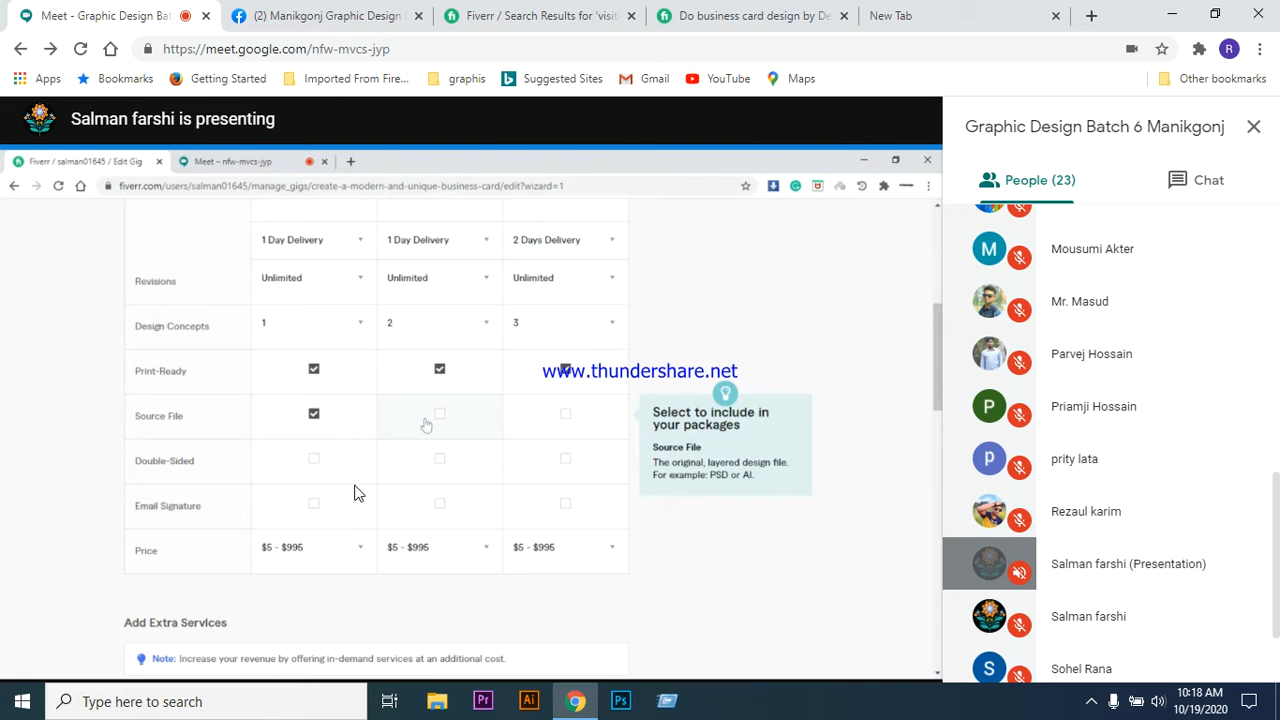 Meet - Meet - nfw-mvcs-jyp
(2) Manikgonj Graphic Design
Fiverr / Search Results for 'visit
Do business card design by De
New Tab
https://meet.google.com/nfw-mvcs-jyp
Apps
Bookmarks
Getting Started
Imported From Fire...
graphis
Suggested Sites
Gmail
YouTube
Maps
Other bookmarks
Salman farshi is presenting
Fiverr / salman01645 / Edit Gig
Meet – nfw-mvcs-jyp
fiverr.com/users/salman01645/manage_gigs/create-a-modern-and-unique-business-card/edit?wizard=1
1 Day Delivery 1 Day Delivery 2 Days Delivery
Revisions Unlimited Unlimited Unlimited
Design Concepts 1 2 3
Print-Ready
www.thundershare.net
Source File
Double-Sided
Email Signature
Price $5 - $995 $5 - $995 $5 - $995
Select to include in
your packages
Source File
The original, layered design file.
For example: PSD or AI.
Add Extra Services
Note: Increase your revenue by offering in-demand services at an additional cost.
Graphic Design Batch 6 Manikgonj
People (23)
Chat
M Mousumi Akter
Mr. Masud
Parvej Hossain
P Priamji Hossain
p prity lata
Rezaul karim
Salman farshi (Presentation)
Salman farshi
S Sohel Rana
Type here to search
Pr
Ai
Ps
10:18 AM
10/19/2020